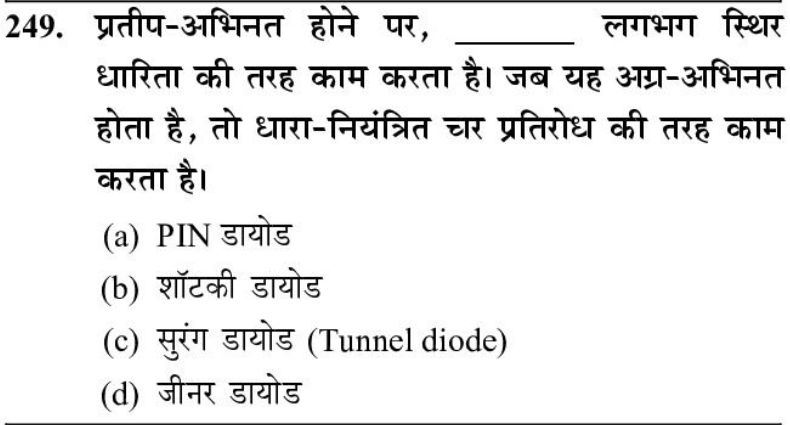 249. प्रतीप-अभिनत होने पर, ________ लगभग स्थिर
धारिता की तरह काम करता है। जब यह अग्र-अभिनत
होता है, तो धारा-नियंत्रित चर प्रतिरोध की तरह काम
करता है।
(a) PIN डायोड
(b) शॉटकी डायोड
(c) सुरंग डायोड (Tunnel diode)
(d) जीनर डायोड